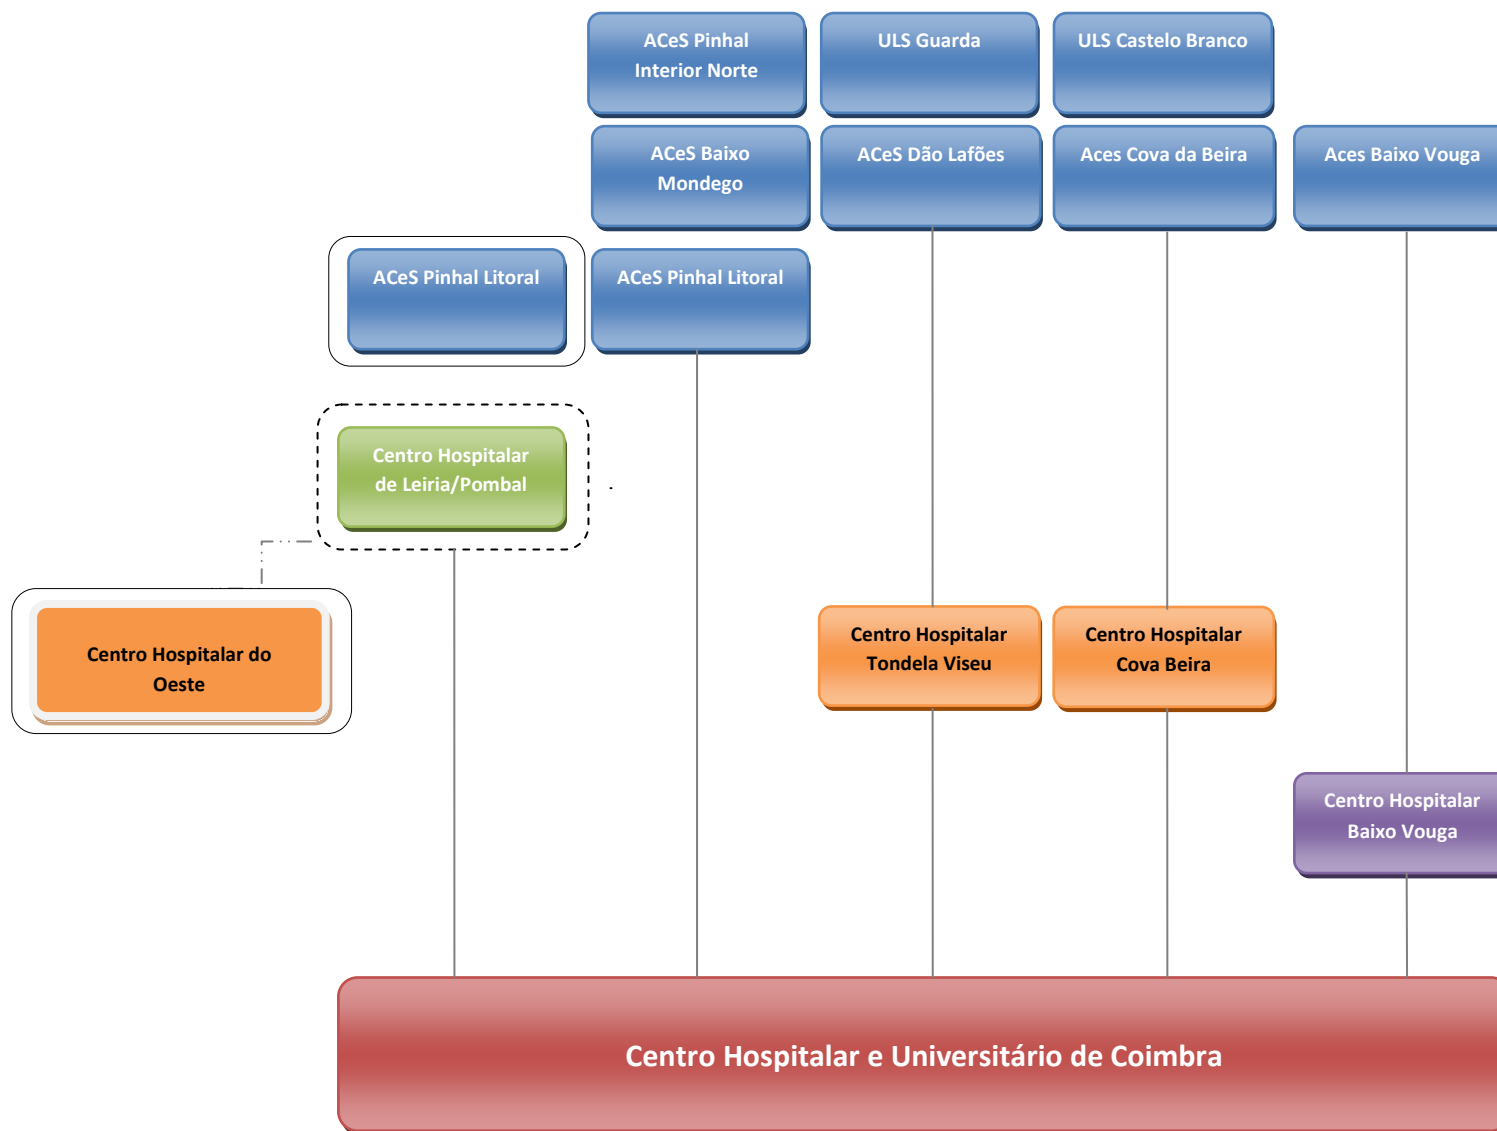 ACeS Pinhal
Interior Norte
ULS Guarda
ULS Castelo Branco
ACeS Baixo
Mondego
ACeS Dão Lafões
Aces Cova da Beira
Aces Baixo Vouga
ACeS Pinhal Litoral
ACeS Pinhal Litoral
Centro Hospitalar
de Leiria/Pombal
.
Centro Hospitalar do
Oeste
Centro Hospitalar
Tondela Viseu
Centro Hospitalar
Cova Beira
Centro Hospitalar
Baixo Vouga
Centro Hospitalar e Universitário de Coimbra